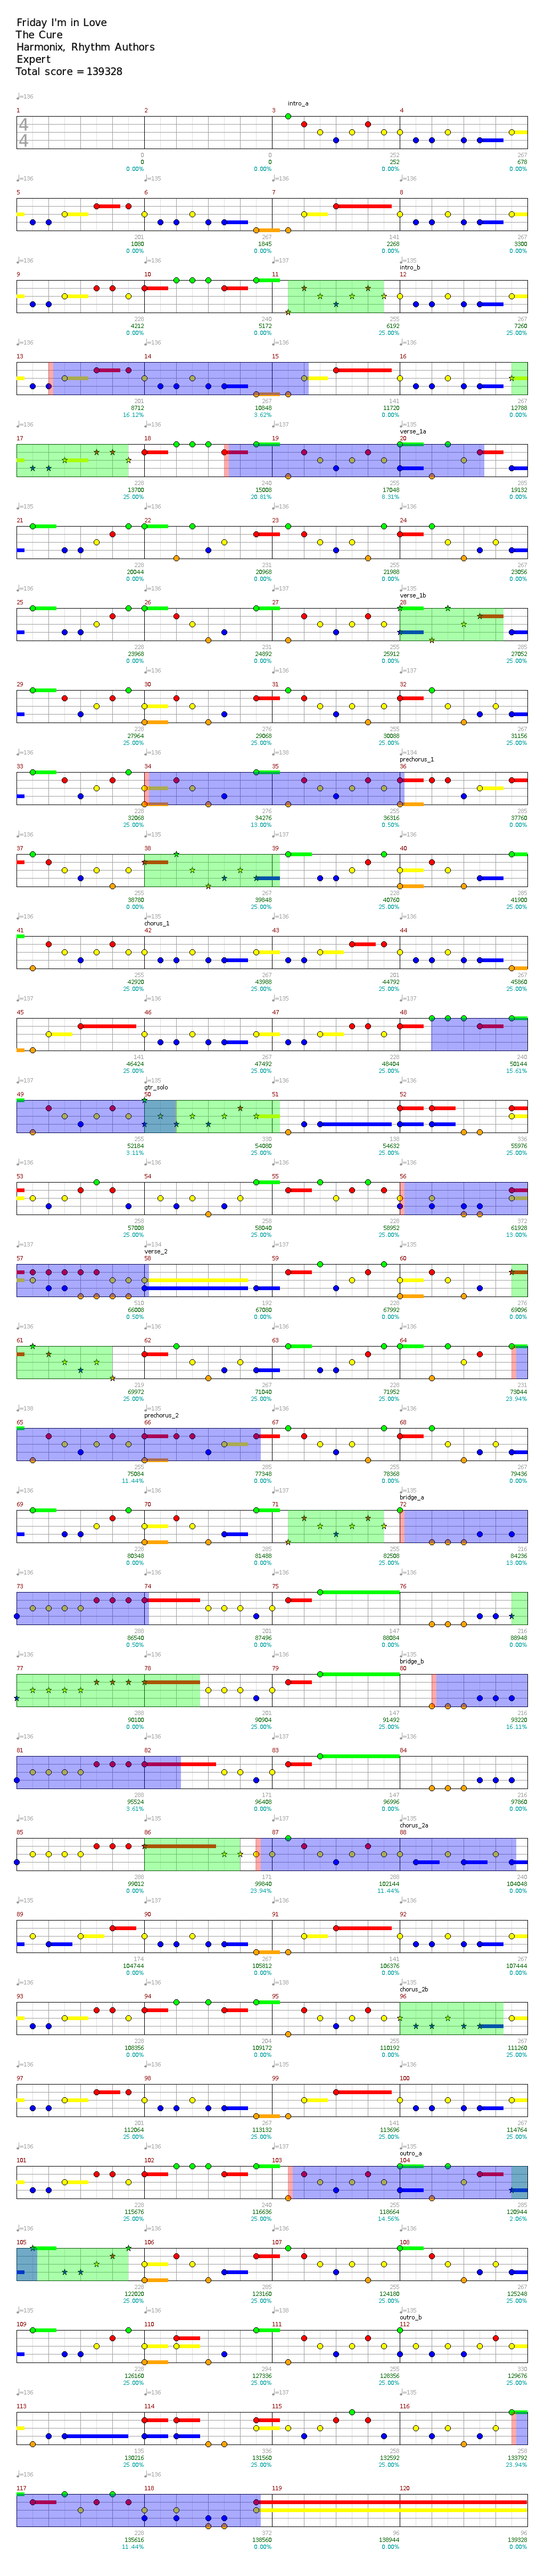 Friday I'm in Love
The Cure
Harmonix, Rhythm Authors
Expert
Total score = 139328
♩=136
intro_a
1 2 3 4
4
4
0 0 252 267
0 0 252 678
0.00% 0.00% 0.00% 0.00%
5 6 7 8
201 267 141 267
1080 1845 2268 3300
0.00% 0.00% 0.00% 0.00%
intro_b
9 10 11 12
228 240 255 267
4212 5172 6192 7260
0.00% 0.00% 25.00% 25.00%
13 14 15 16
201 267 141 267
8712 10848 11720 12788
16.12% 3.62% 0.00% 0.00%
verse_1a
17 18 19 20
228 240 255 285
13700 15008 17048 19132
25.00% 20.81% 8.31% 0.00%
21 22 23 24
228 231 255 267
20044 20968 21988 23056
0.00% 0.00% 0.00% 0.00%
verse_1b
25 26 27 28
228 231 255 285
23968 24892 25912 27052
0.00% 0.00% 0.00% 25.00%
29 30 31 32
228 276 255 267
27964 29068 30088 31156
25.00% 25.00% 25.00% 25.00%
prechorus_1
33 34 35 36
228 276 255 285
32068 34276 36316 37760
25.00% 13.00% 0.50% 0.00%
37 38 39 40
255 267 228 285
38780 39848 40760 41900
0.00% 25.00% 25.00% 25.00%
chorus_1
41 42 43 44
255 267 201 267
42920 43988 44792 45860
25.00% 25.00% 25.00% 25.00%
45 46 47 48
141 267 228 240
46424 47492 48404 50144
25.00% 25.00% 25.00% 15.61%
gtr_solo
49 50 51 52
255 330 138 336
52184 54080 54632 55976
3.11% 25.00% 25.00% 25.00%
53 54 55 56
258 258 228 372
57008 58040 58952 61928
25.00% 25.00% 25.00% 13.00%
verse_2
57 58 59 60
510 192 228 276
66008 67080 67992 69096
0.50% 0.00% 0.00% 0.00%
61 62 63 64
219 267 228 231
69972 71040 71952 73044
25.00% 25.00% 25.00% 23.94%
prechorus_2
65 66 67 68
255 285 255 267
75084 77348 78368 79436
11.44% 0.00% 0.00% 0.00%
bridge_a
69 70 71 72
228 285 255 216
80348 81488 82508 84236
0.00% 0.00% 25.00% 13.00%
73 74 75 76
288 201 147 216
86540 87496 88084 88948
0.50% 0.00% 0.00% 0.00%
bridge_b
77 78 79 80
288 201 147 216
90100 90904 91492 93220
0.00% 25.00% 25.00% 16.11%
81 82 83 84
288 171 147 216
95524 96408 96996 97860
3.61% 0.00% 0.00% 0.00%
chorus_2a
85 86 87 88
288 171 288 240
99012 99840 102144 104048
0.00% 23.94% 11.44% 0.00%
89 90 91 92
174 267 141 267
104744 105812 106376 107444
0.00% 0.00% 0.00% 0.00%
chorus_2b
93 94 95 96
228 204 255 267
108356 109172 110192 111260
0.00% 0.00% 0.00% 25.00%
97 98 99 100
201 267 141 267
112064 113132 113696 114764
25.00% 25.00% 25.00% 25.00%
outro_a
101 102 103 104
228 240 255 285
115676 116636 118664 120944
25.00% 25.00% 14.56% 2.06%
105 106 107 108
228 285 255 267
122020 123160 124180 125248
25.00% 25.00% 25.00% 25.00%
outro_b
109 110 111 112
228 255 330
126160 127336 128356 129676
25.00% 25.00% 25.00% 25.00%
113 114 115 116
135 336 258 258
130216 131560 132592 133792
25.00% 25.00% 25.00% 23.94%
117 118 119 120
228 372 96 96
135616 138560 138944 139328
11.44% 0.00% 0.00% 0.00%